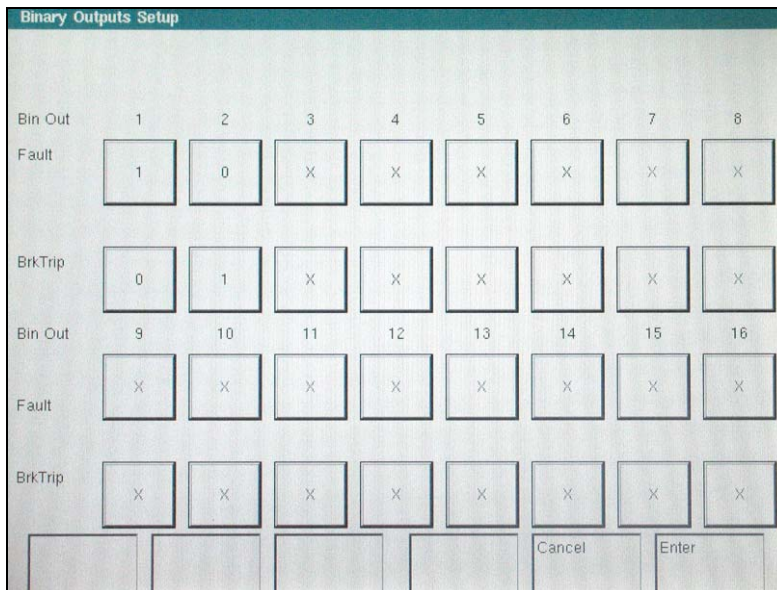 Binary Outputs Setup
Bin Out 1 2 3 4 5 6 7 8
Fault 1 0 X X X X X X
BrkTrip 0 1 X X X X X X
Bin Out 9 10 11 12 13 14 15 16
Fault X X X X X X X X
BrkTrip X X X X X X X X
Cancel Enter